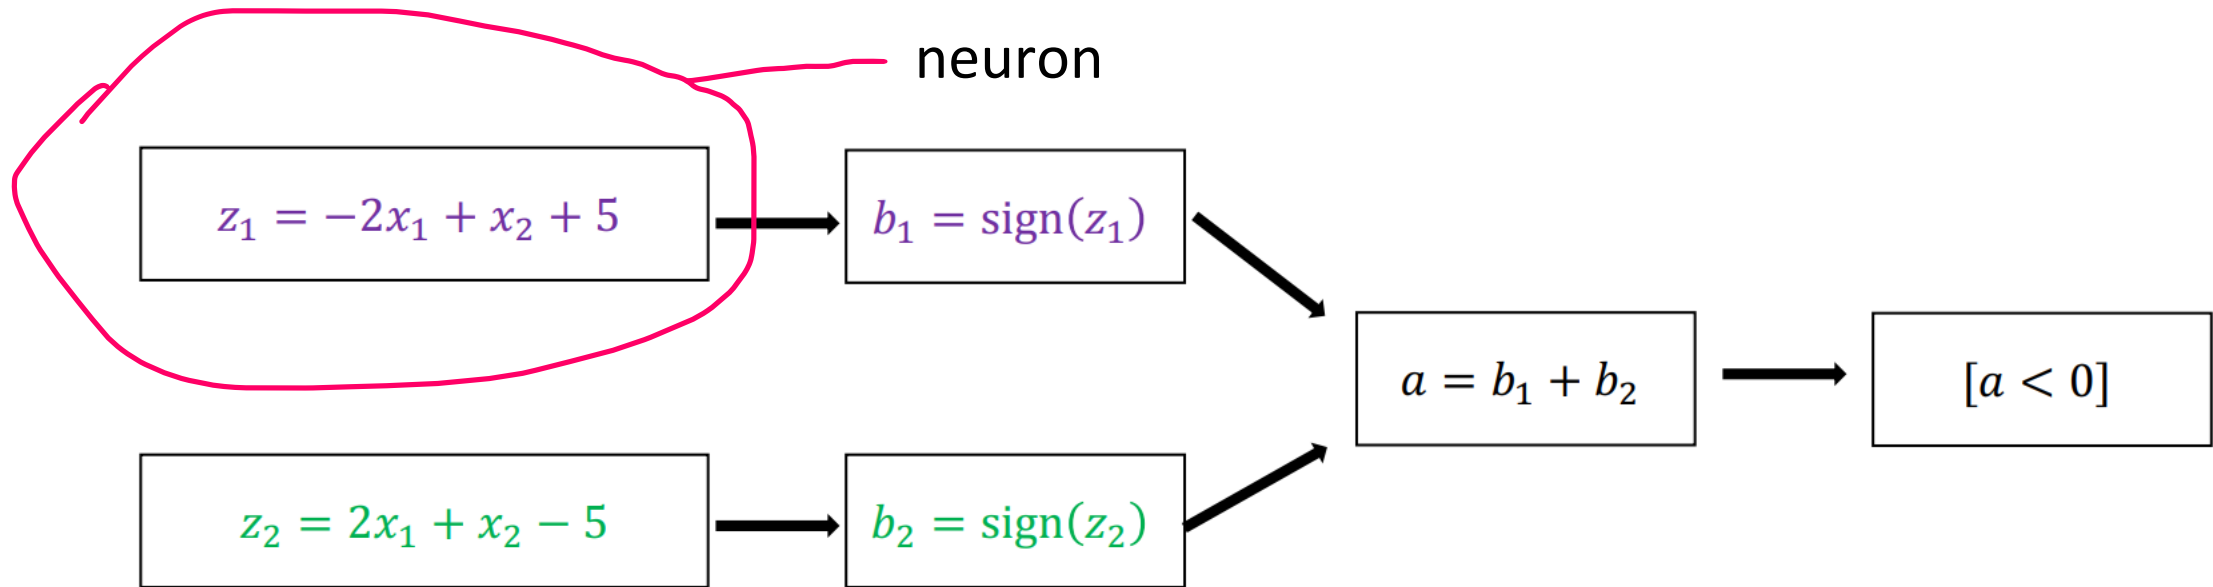 neuron
z₁ = −2x₁ + x₂ + 5
b₁ = sign(z₁)
a = b₁ + b₂
[a < 0]
z₂ = 2x₁ + x₂ − 5
b₂ = sign(z₂)